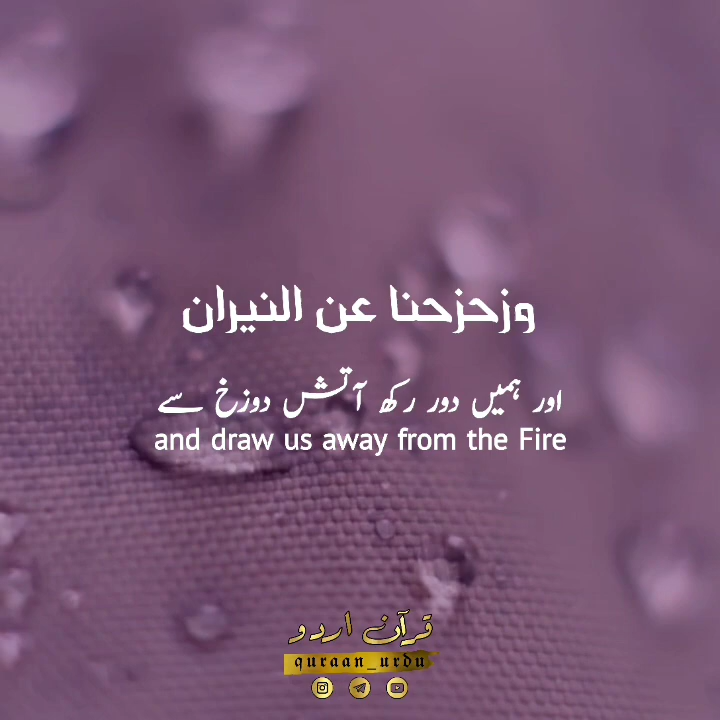 وزحزحنا عن النيران
اور ہمیں دور رکھ آتش دوزخ سے
and draw us away from the Fire
قرآن اردو
quraan_urdu